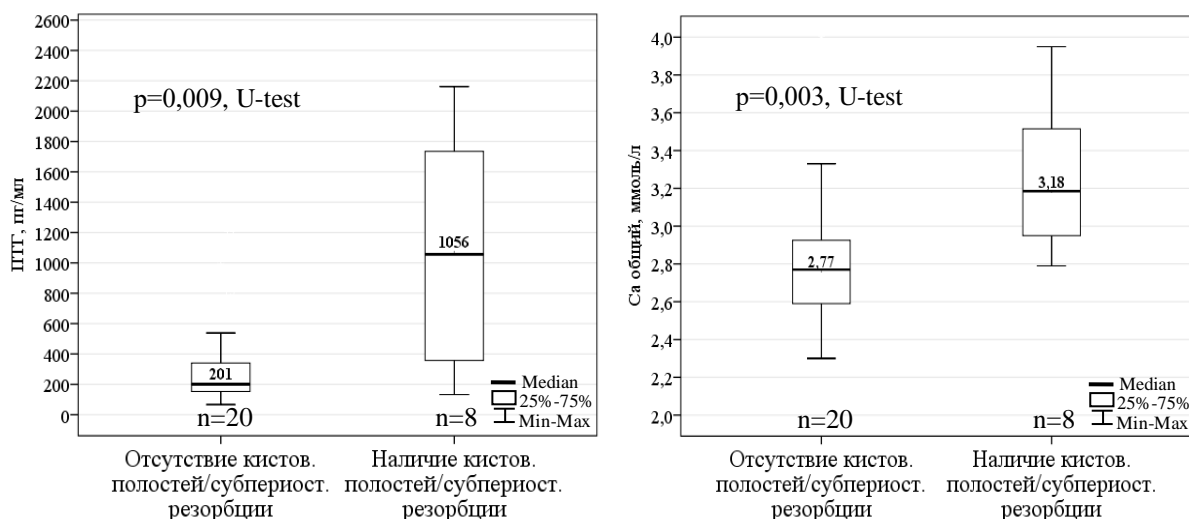 ПТГ, пг/мл
2600
2400
2200
2000
1800
1600
1400
1200
1000
800
600
400
200
0
p=0,009, U-test
201
1056
n=20
n=8
Median
25%-75%
Min-Max
Отсутствие кистов.
полостей/субпериост.
резорбции
Наличие кистов.
полостей/субпериост.
резорбции
Са общий, ммоль/л
4,0
3,8
3,6
3,4
3,2
3,0
2,8
2,6
2,4
2,2
2,0
p=0,003, U-test
2,77
3,18
n=20
n=8
Median
25%-75%
Min-Max
Отсутствие кистов.
полостей/субпериост.
резорбции
Наличие кистов.
полостей/субпериост.
резорбции